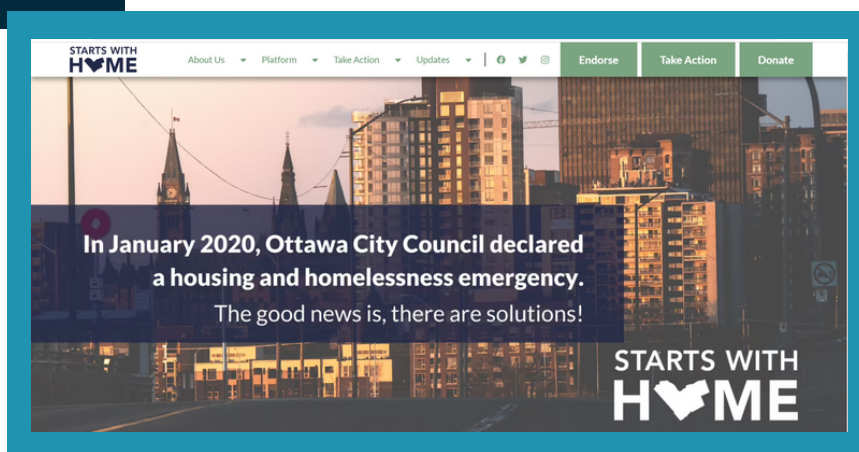 STARTS WITH
HOME
About Us
Platform
Take Action
Updates
Endorse
Take Action
Donate
In January 2020, Ottawa City Council declared
a housing and homelessness emergency.
The good news is, there are solutions!
STARTS WITH
HOME